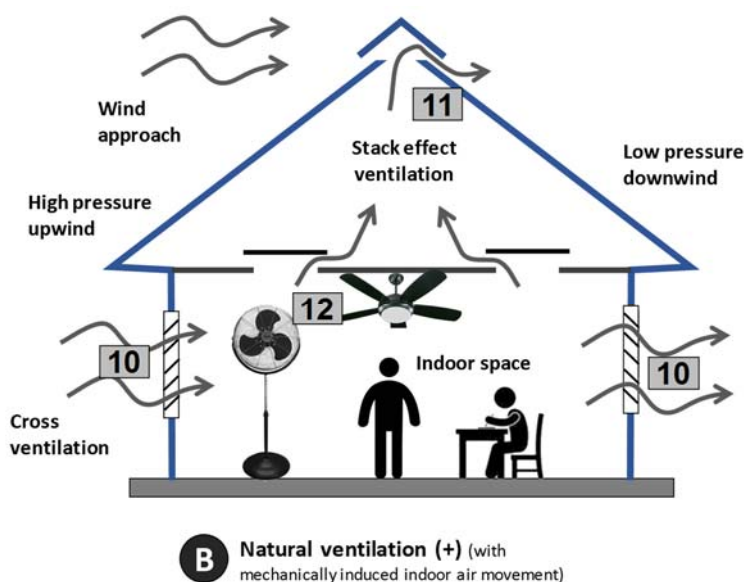 Wind
approach
11
Stack effect
ventilation
Low pressure
downwind
High pressure
upwind
12
10
Indoor space
10
Cross
ventilation
B Natural ventilation (+) (with
mechanically induced indoor air movement)